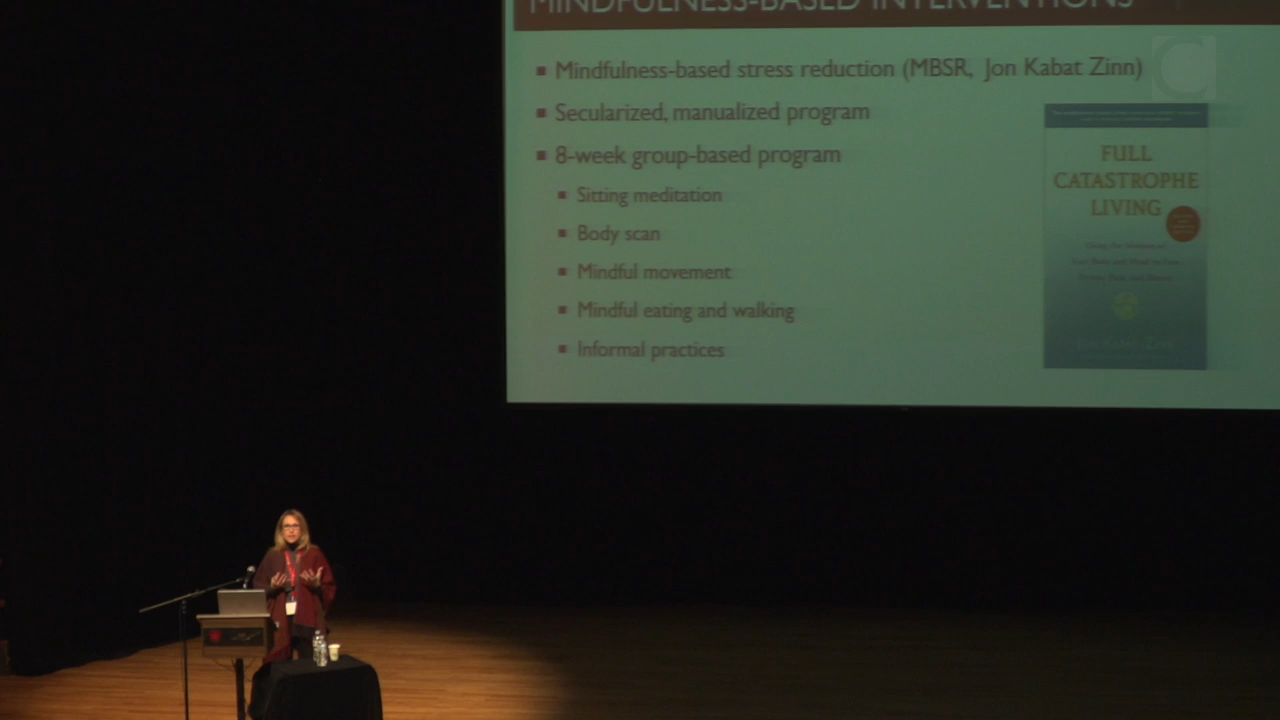 MINDFULNESS-BASED INTERVENTIONS
Mindfulness-based stress reduction (MBSR, Jon Kabat Zinn)
Secularized, manualized program
8-week group-based program
Sitting meditation
Body scan
Mindful movement
Mindful eating and walking
Informal practices
FULL
CATASTROPHE
LIVING